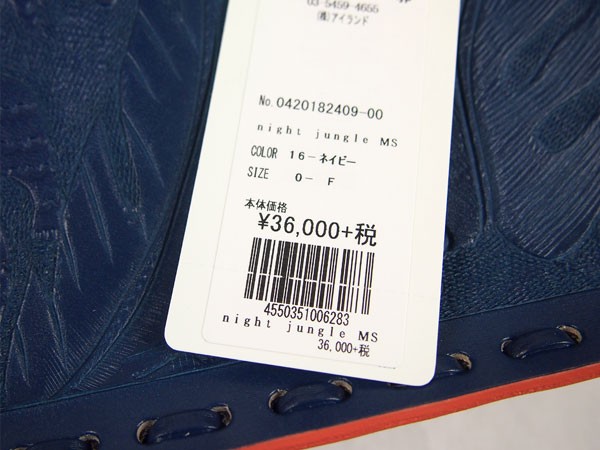 03-5459-4655
(株)アイランド
No.0420182409-00
night jungle MS
COLOR 16-ネイビー
SIZE 0- F
本体価格
¥36,000+税
4550351006283
night jungle MS
36,000+税